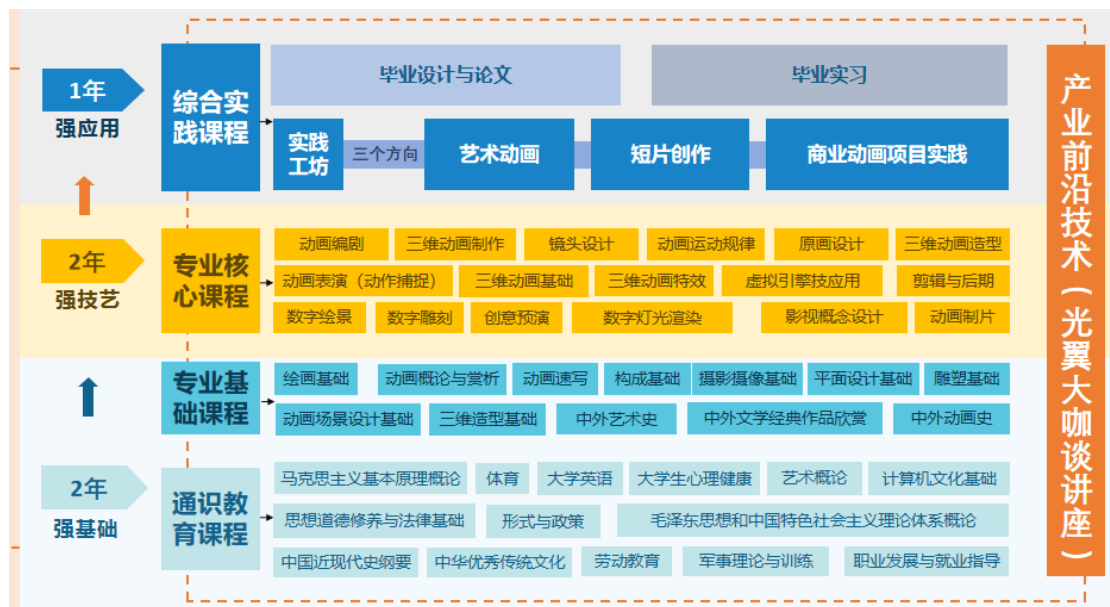 毕业设计与论文
毕业实习
1年
强应用
综合实
践课程
实践
工坊
三个方向
艺术动画
短片创作
商业动画项目实践
2年
强技艺
专业核
心课程
动画编剧
三维动画制作
镜头设计
动画运动规律
原画设计
三维动画造型
动画表演（动作捕捉）
三维动画基础
三维动画特效
虚拟引擎技应用
剪辑与后期
数字绘景
数字雕刻
创意预演
数字灯光渲染
影视概念设计
动画制片
专业基
础课程
绘画基础
动画概论与赏析
动画速写
构成基础
摄影摄像基础
平面设计基础
雕塑基础
动画场景设计基础
三维造型基础
中外艺术史
中外文学经典作品欣赏
中外动画史
2年
强基础
通识教
育课程
马克思主义基本原理概论
体育
大学英语
大学生心理健康
艺术概论
计算机文化基础
思想道德修养与法律基础
形式与政策
毛泽东思想和中国特色社会主义理论体系概论
中国近现代史纲要
中华优秀传统文化
劳动教育
军事理论与训练
职业发展与就业指导
产业前沿技术（光翼大咖谈讲座）